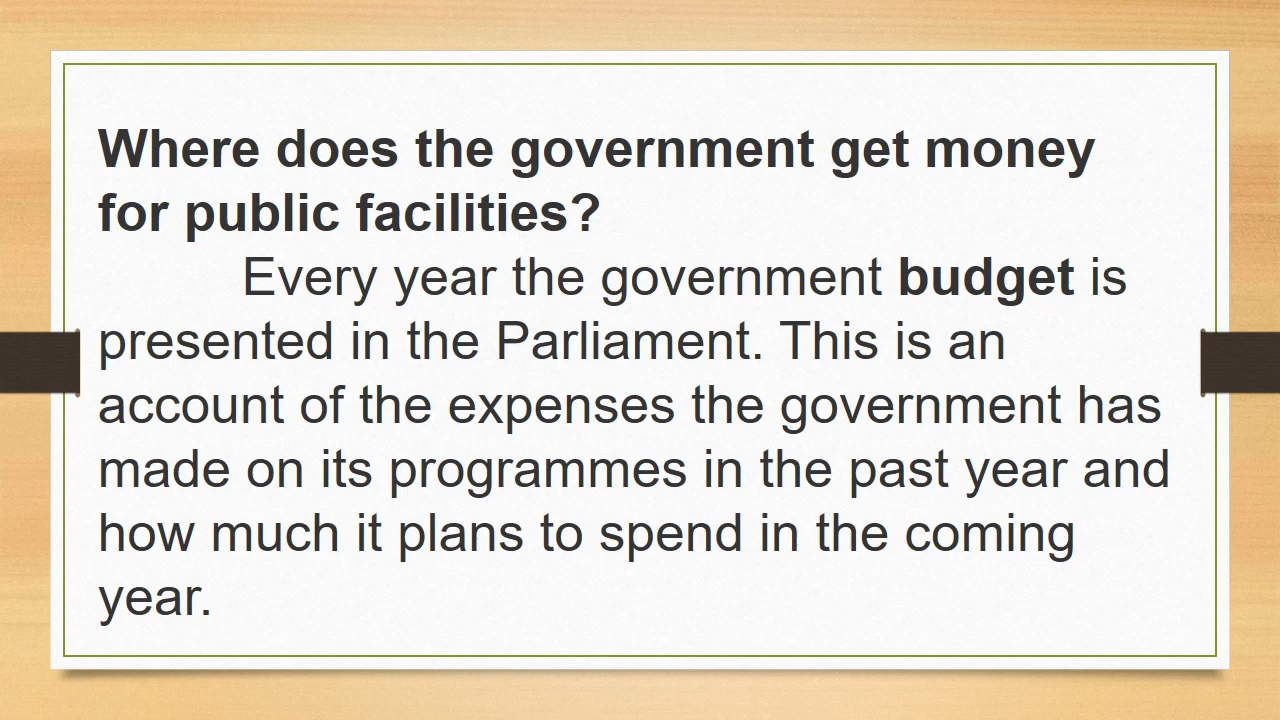 Where does the government get money
for public facilities?
Every year the government budget is
presented in the Parliament. This is an
account of the expenses the government has
made on its programmes in the past year and
how much it plans to spend in the coming
year.